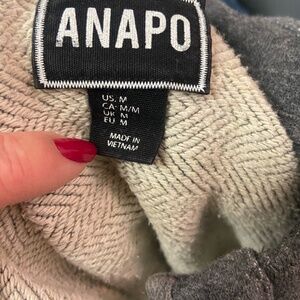 ANAPO
US: M
CA: M/M
UK: M
EU: M
MADE IN
VIETNAM